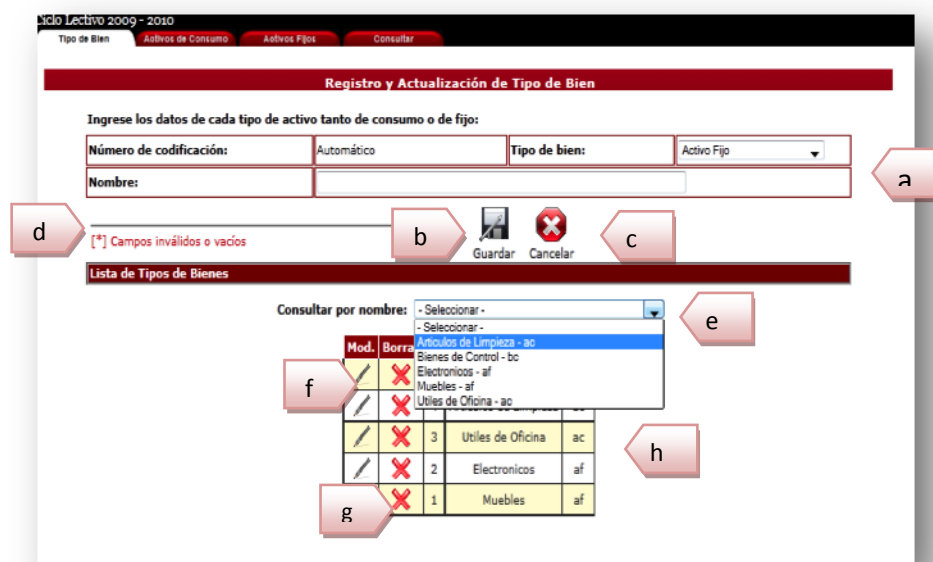 Ciclo Lectivo 2009 - 2010
Tipo de Bien Activos de Consumo Activos Fijos Consultar
Registro y Actualización de Tipo de Bien
Ingrese los datos de cada tipo de activo tanto de consumo o de fijo:
Número de codificación: Automático Tipo de bien: Activo Fijo
a
Nombre:
d
b
c
[*] Campos inválidos o vacíos
Guardar Cancelar
Lista de Tipos de Bienes
Consultar por nombre: - Seleccionar -
e
- Seleccionar -
Mod. Borra
Articulos de Limpieza - ac
Bienes de Control - bc
Electronicos - af
Muebles - af
Utiles de Oficina - ac
f
3 Utiles de Oficina ac
h
2 Electronicos af
g
1 Muebles af